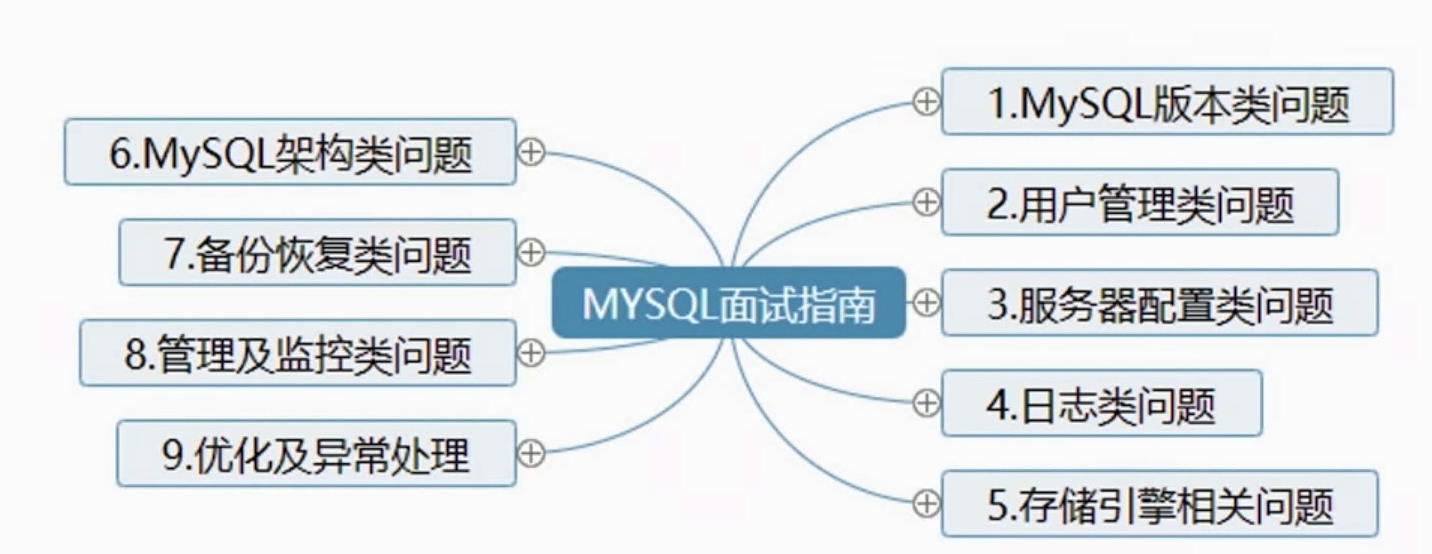 MYSQL面试指南
1.MySQL版本类问题
2.用户管理类问题
3.服务器配置类问题
4.日志类问题
5.存储引擎相关问题
6.MySQL架构类问题
7.备份恢复类问题
8.管理及监控类问题
9.优化及异常处理